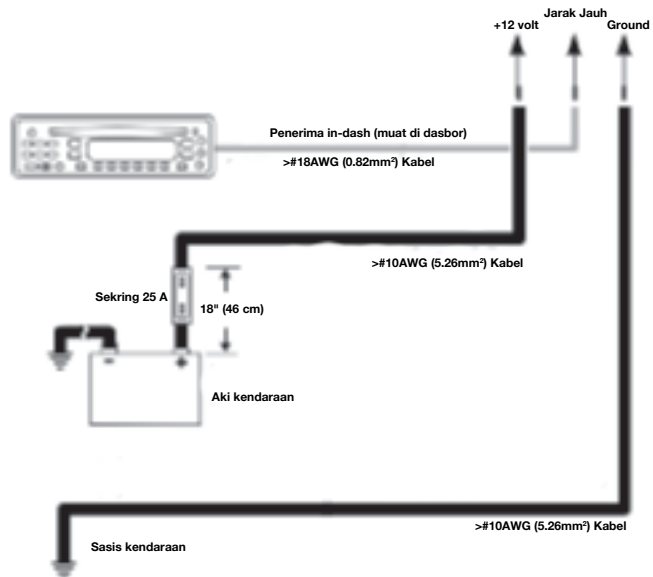 Jarak Jauh
+12 volt
Ground
Penerima in-dash (muat di dasbor)
>#18AWG (0.82mm²) Kabel
>#10AWG (5.26mm²) Kabel
Sekring 25 A
18" (46 cm)
Aki kendaraan
>#10AWG (5.26mm²) Kabel
Sasis kendaraan